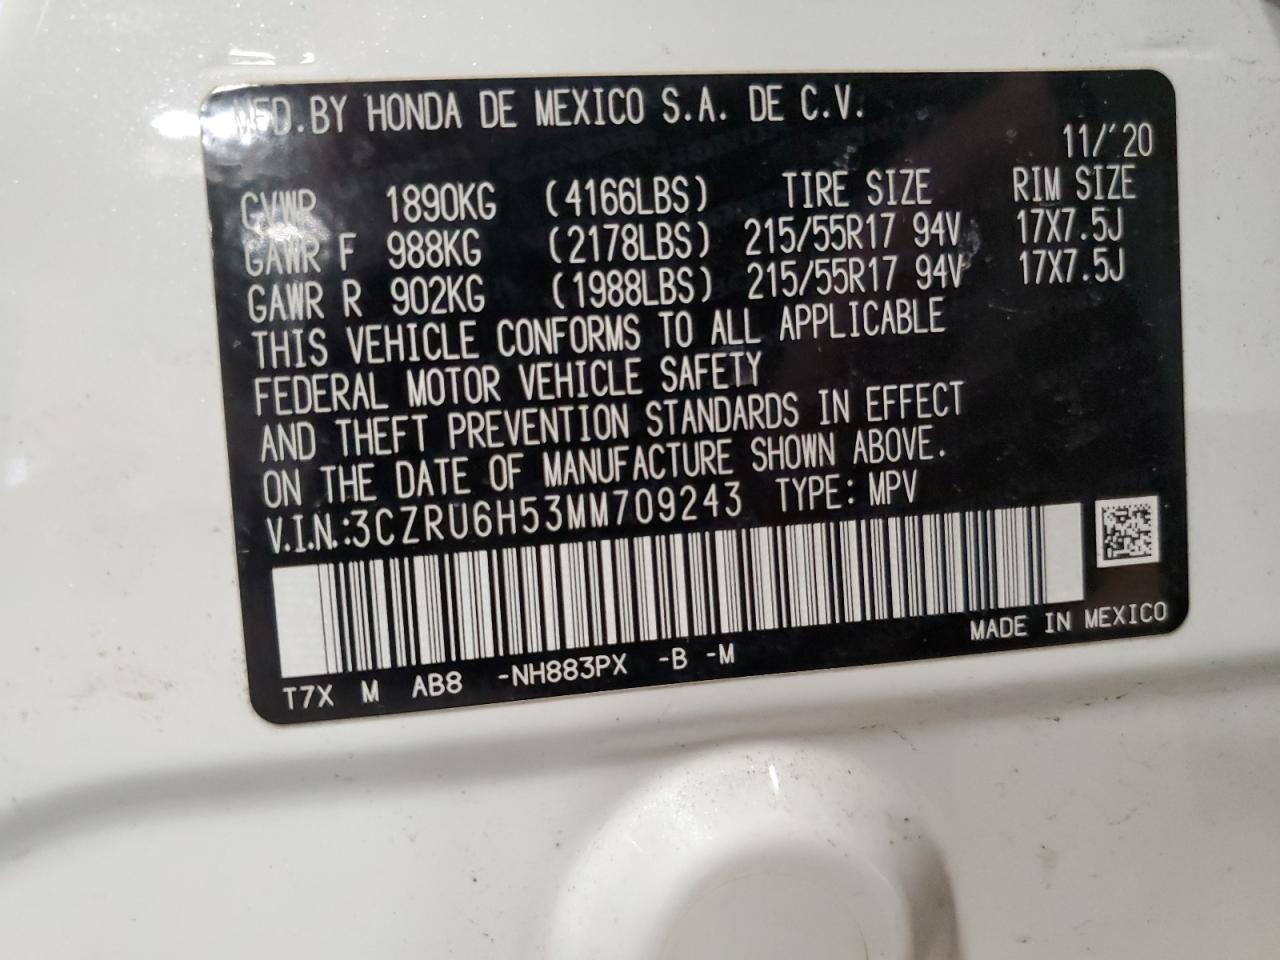 MFD.BY HONDA DE MEXICO S.A. DE C.V.
11/'20
GVWR 1890KG (4166LBS) TIRE SIZE RIM SIZE
GAWR F 988KG (2178LBS) 215/55R17 94V 17X7.5J
GAWR R 902KG (1988LBS) 215/55R17 94V 17X7.5J
THIS VEHICLE CONFORMS TO ALL APPLICABLE
FEDERAL MOTOR VEHICLE SAFETY
AND THEFT PREVENTION STANDARDS IN EFFECT
ON THE DATE OF MANUFACTURE SHOWN ABOVE.
V.I.N.:3CZRU6H53MM709243 TYPE: MPV
MADE IN MEXICO
T7X M AB8 -NH883PX -B -M